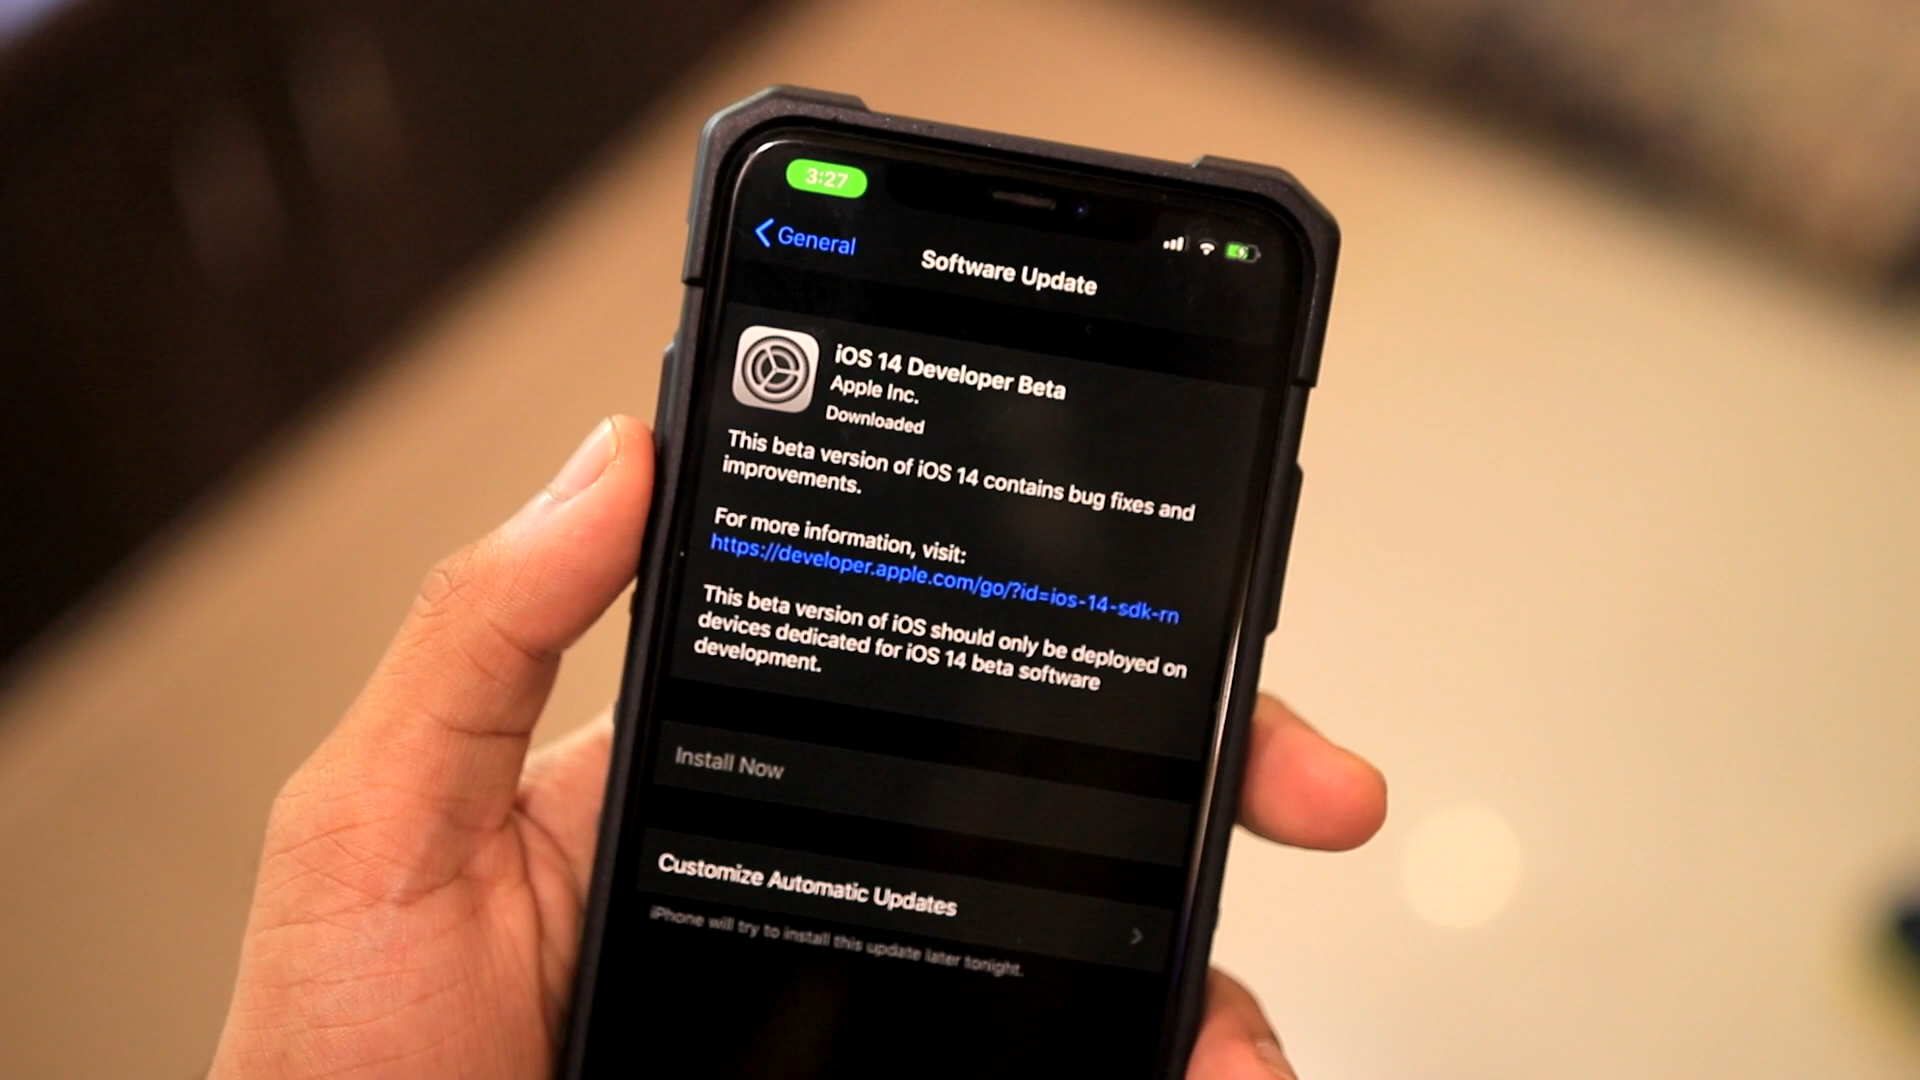 3:27
General
Software Update
iOS 14 Developer Beta
Apple Inc.
Downloaded
This beta version of iOS 14 contains bug fixes and
improvements.
For more information, visit:
https://developer.apple.com/go/?id=ios-14-sdk-rn
This beta version of iOS should only be deployed on
devices dedicated for iOS 14 beta software
development.
Install Now
Customize Automatic Updates
iPhone will try to install this update later tonight.